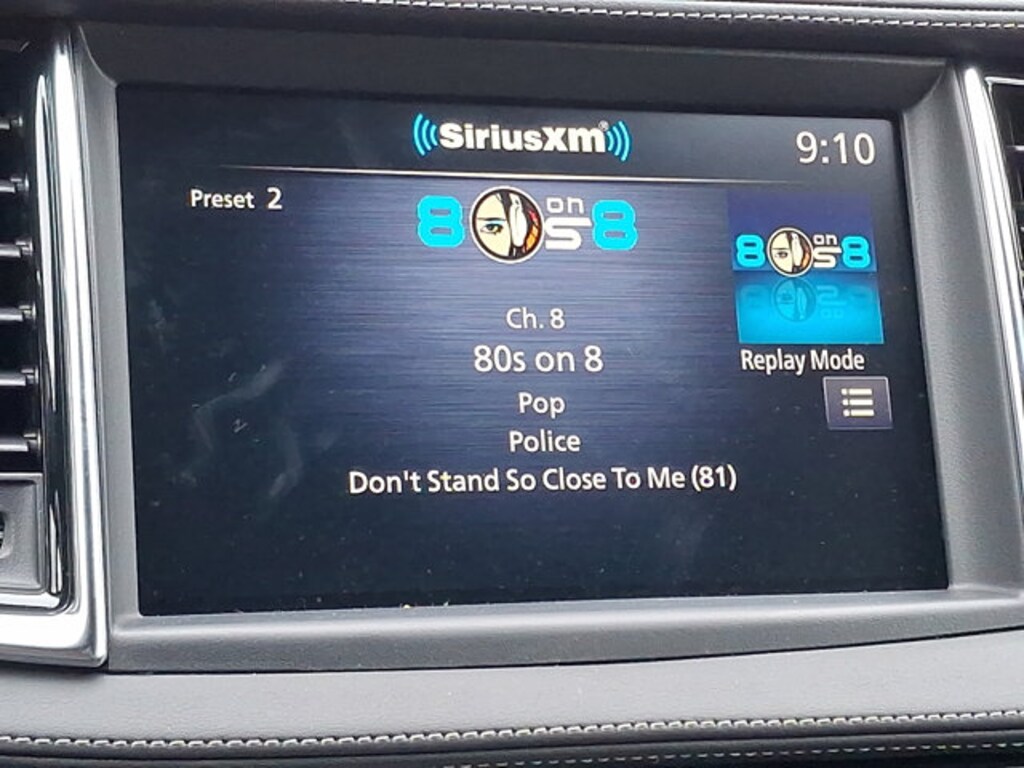 SiriusXM®
9:10
Preset 2
80s on 8
80s on 8
Ch. 8
80s on 8
Replay Mode
Pop
Police
Don't Stand So Close To Me (81)